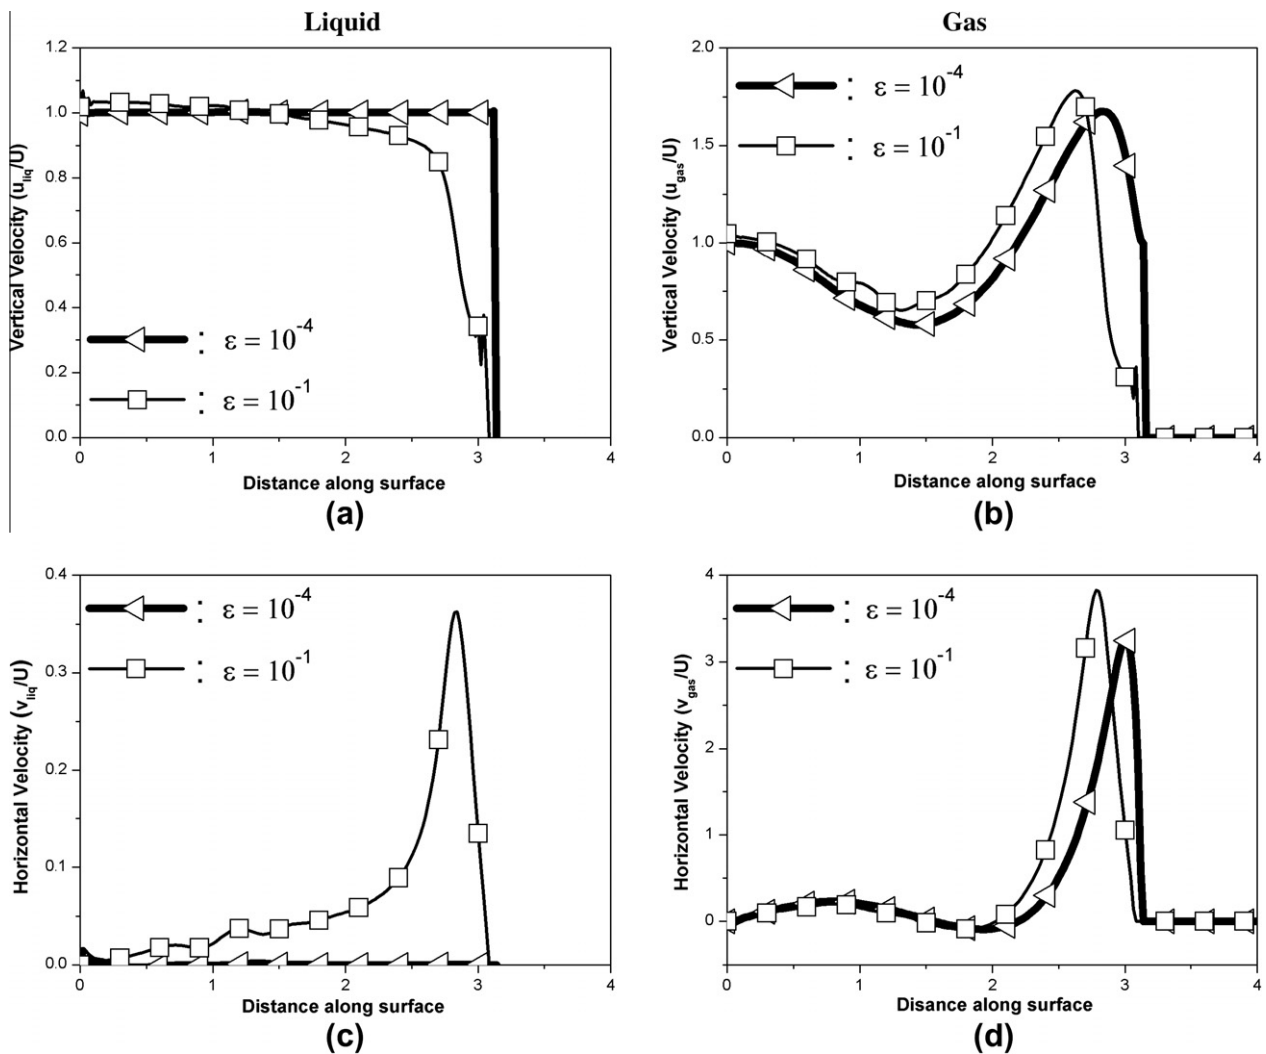 Liquid
Gas
1.2
1.0
0.8
0.6
0.4
0.2
0.0
Vertical Velocity (u_liq/U)
: ε = 10^-4
: ε = 10^-1
0 1 2 3 4
Distance along surface
(a)
2.0
1.5
1.0
0.5
0.0
Vertical Velocity (u_gas/U)
: ε = 10^-4
: ε = 10^-1
0 1 2 3 4
Distance along surface
(b)
0.4
0.3
0.2
0.1
0.0
Horizontal Velocity (v_liq/U)
: ε = 10^-4
: ε = 10^-1
0 1 2 3 4
Distance along surface
(c)
4
3
2
1
0
Horizontal Velocity (v_gas/U)
: ε = 10^-4
: ε = 10^-1
0 1 2 3 4
Disance along surface
(d)